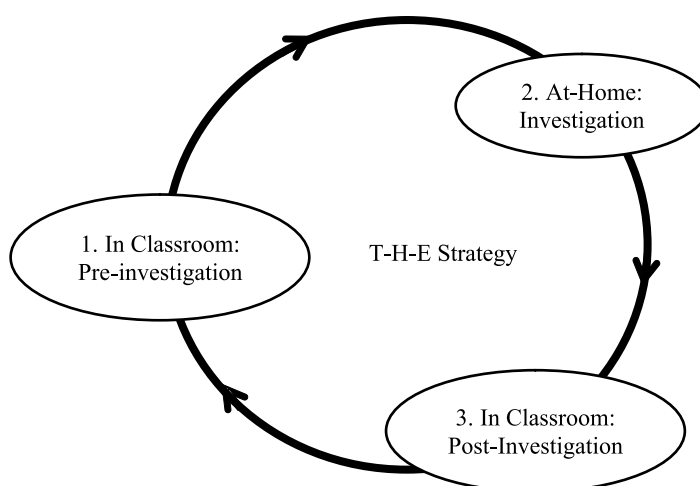 2. At-Home:
Investigation
1. In Classroom:
Pre-investigation
T-H-E Strategy
3. In Classroom:
Post-Investigation